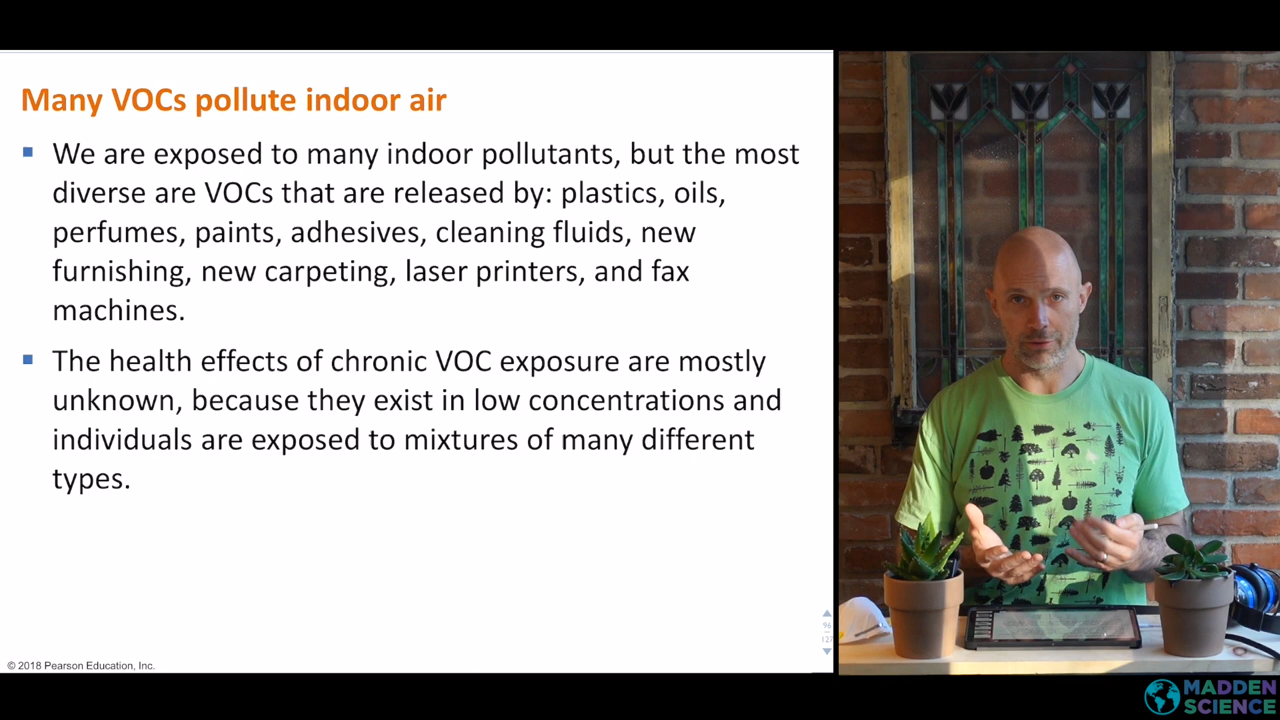 Many VOCs pollute indoor air
We are exposed to many indoor pollutants, but the most
diverse are VOCs that are released by: plastics, oils,
perfumes, paints, adhesives, cleaning fluids, new
furnishing, new carpeting, laser printers, and fax
machines.
The health effects of chronic VOC exposure are mostly
unknown, because they exist in low concentrations and
individuals are exposed to mixtures of many different
types.
96
127
© 2018 Pearson Education, Inc.
MADDEN
SCIENCE